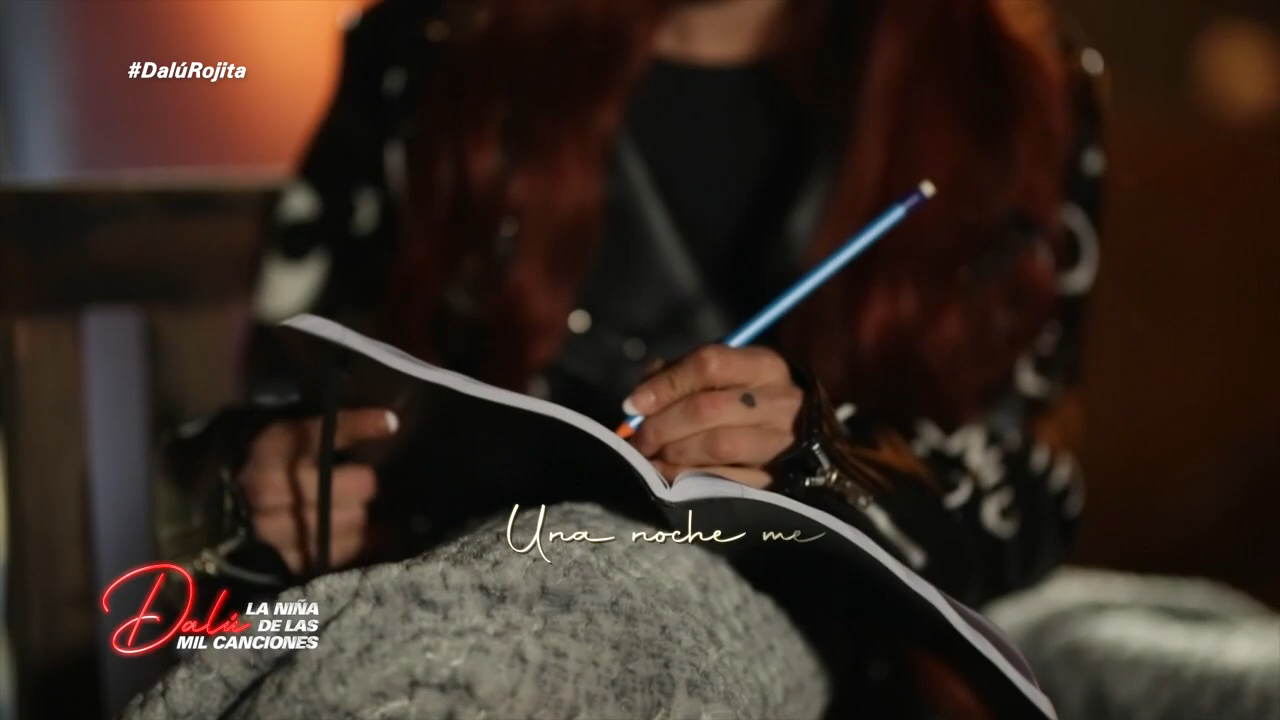 #DalúRojita
Una noche me
Dalú
LA NIÑA
DE LAS
MIL CANCIONES